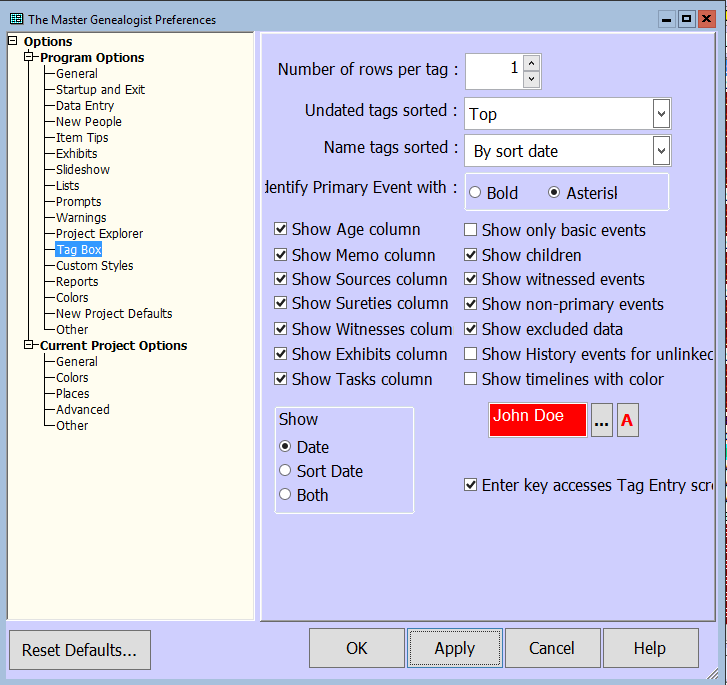 The Master Genealogist Preferences
Options
Program Options
General
Startup and Exit
Data Entry
New People
Item Tips
Exhibits
Slideshow
Lists
Prompts
Warnings
Project Explorer
Tag Box
Custom Styles
Reports
Colors
New Project Defaults
Other
Current Project Options
General
Colors
Places
Advanced
Other
Number of rows per tag : 1
Undated tags sorted : Top
Name tags sorted : By sort date
dentify Primary Event with : Bold Asterisl
Show Age column Show only basic events
Show Memo column Show children
Show Sources column Show witnessed events
Show Sureties column Show non-primary events
Show Witnesses colum Show excluded data
Show Exhibits column Show History events for unlinked
Show Tasks column Show timelines with color
Show
Date
Sort Date
Both
John Doe ... A
Enter key accesses Tag Entry scre
Reset Defaults... OK Apply Cancel Help